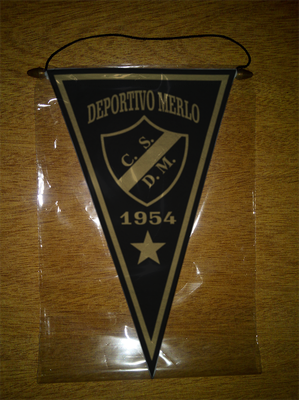 DEPORTIVO MERLO
C. S.
D. M.
1954